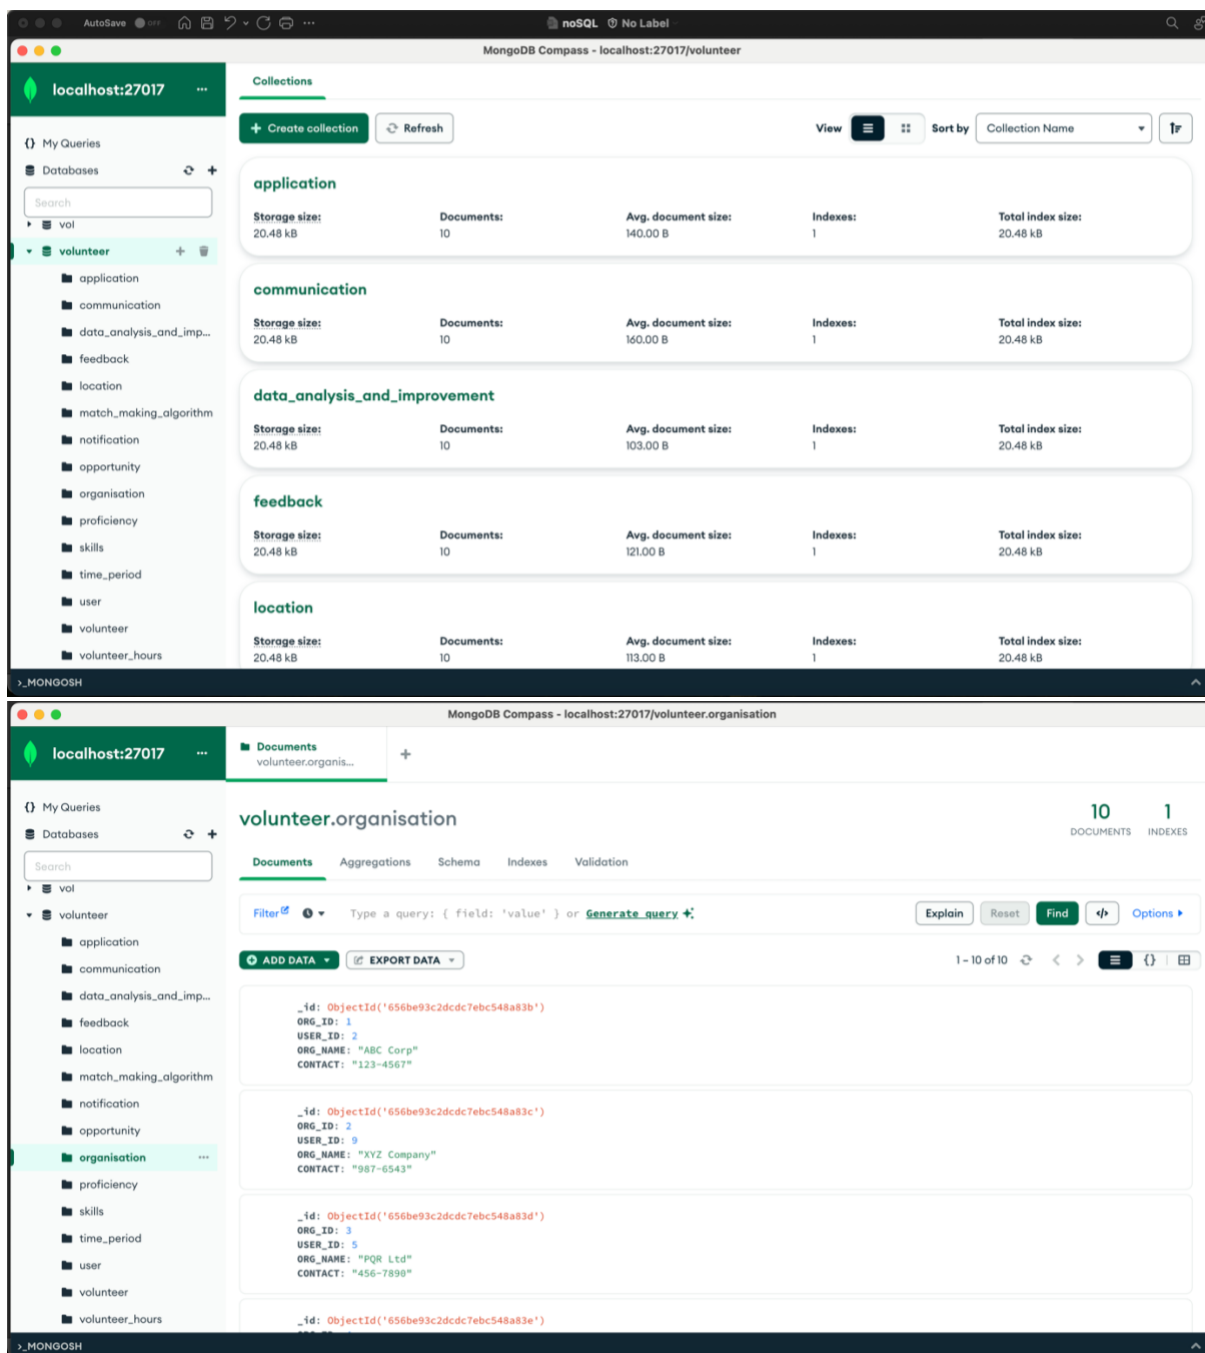 AutoSave OFF ··· noSQL No Label
MongoDB Compass - localhost:27017/volunteer
localhost:27017 ···
Collections
+ Create collection
Refresh
View
Sort by
Collection Name
{} My Queries
Databases
Search
vol
volunteer
application
communication
data_analysis_and_imp...
feedback
location
match_making_algorithm
notification
opportunity
organisation
proficiency
skills
time_period
user
volunteer
volunteer_hours
application
Storage size: Documents: Avg. document size: Indexes: Total index size:
20.48 kB 10 140.00 B 1 20.48 kB
communication
Storage size: Documents: Avg. document size: Indexes: Total index size:
20.48 kB 10 160.00 B 1 20.48 kB
data_analysis_and_improvement
Storage size: Documents: Avg. document size: Indexes: Total index size:
20.48 kB 10 103.00 B 1 20.48 kB
feedback
Storage size: Documents: Avg. document size: Indexes: Total index size:
20.48 kB 10 121.00 B 1 20.48 kB
location
Storage size: Documents: Avg. document size: Indexes: Total index size:
20.48 kB 10 113.00 B 1 20.48 kB
>_MONGOSH
MongoDB Compass - localhost:27017/volunteer.organisation
localhost:27017 ···
Documents
volunteer.organis...
+
{} My Queries
Databases
Search
vol
volunteer
application
communication
data_analysis_and_imp...
feedback
location
match_making_algorithm
notification
opportunity
organisation ···
proficiency
skills
time_period
user
volunteer
volunteer_hours
volunteer.organisation
10 1
DOCUMENTS INDEXES
Documents Aggregations Schema Indexes Validation
Filter Type a query: { field: 'value' } or Generate query Explain Reset Find </> Options
ADD DATA EXPORT DATA 1 – 10 of 10 {}
_id: ObjectId('656be93c2dcdc7ebc548a83b')
ORG_ID: 1
USER_ID: 2
ORG_NAME: "ABC Corp"
CONTACT: "123-4567"
_id: ObjectId('656be93c2dcdc7ebc548a83c')
ORG_ID: 2
USER_ID: 9
ORG_NAME: "XYZ Company"
CONTACT: "987-6543"
_id: ObjectId('656be93c2dcdc7ebc548a83d')
ORG_ID: 3
USER_ID: 5
ORG_NAME: "PQR Ltd"
CONTACT: "456-7890"
_id: ObjectId('656be93c2dcdc7ebc548a83e')
>_MONGOSH